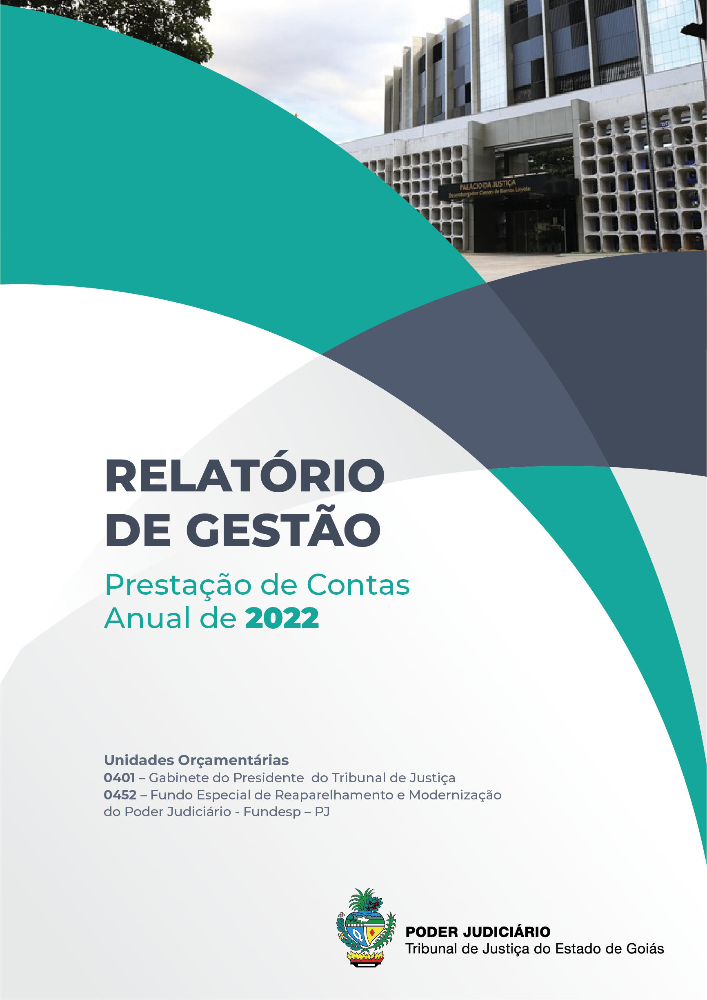 PALÁCIO DA JUSTIÇA
Desembargador Clenon de Barros Loyola
RELATÓRIO
DE GESTÃO
Prestação de Contas
Anual de 2022
Unidades Orçamentárias
0401 – Gabinete do Presidente do Tribunal de Justiça
0452 – Fundo Especial de Reaparelhamento e Modernização
do Poder Judiciário - Fundesp – PJ
PODER JUDICIÁRIO
Tribunal de Justiça do Estado de Goiás